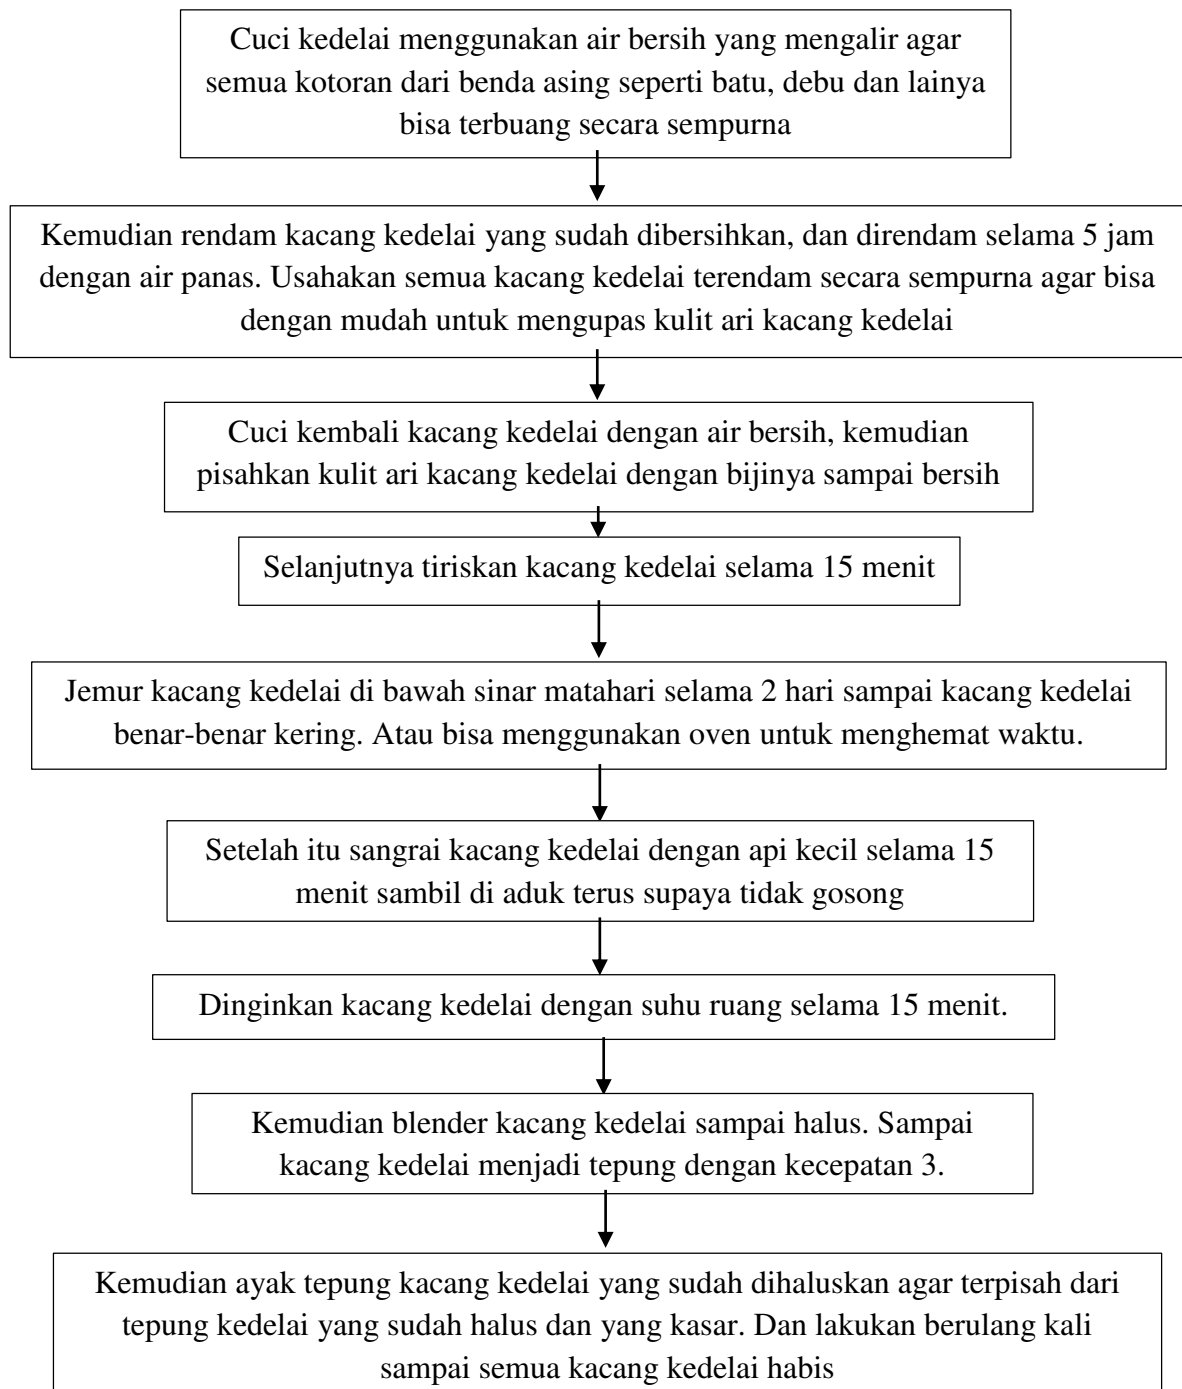 Cuci kedelai menggunakan air bersih yang mengalir agar
semua kotoran dari benda asing seperti batu, debu dan lainya
bisa terbuang secara sempurna
Kemudian rendam kacang kedelai yang sudah dibersihkan, dan direndam selama 5 jam
dengan air panas. Usahakan semua kacang kedelai terendam secara sempurna agar bisa
dengan mudah untuk mengupas kulit ari kacang kedelai
Cuci kembali kacang kedelai dengan air bersih, kemudian
pisahkan kulit ari kacang kedelai dengan bijinya sampai bersih
Selanjutnya tiriskan kacang kedelai selama 15 menit
Jemur kacang kedelai di bawah sinar matahari selama 2 hari sampai kacang kedelai
benar-benar kering. Atau bisa menggunakan oven untuk menghemat waktu.
Setelah itu sangrai kacang kedelai dengan api kecil selama 15
menit sambil di aduk terus supaya tidak gosong
Dinginkan kacang kedelai dengan suhu ruang selama 15 menit.
Kemudian blender kacang kedelai sampai halus. Sampai
kacang kedelai menjadi tepung dengan kecepatan 3.
Kemudian ayak tepung kacang kedelai yang sudah dihaluskan agar terpisah dari
tepung kedelai yang sudah halus dan yang kasar. Dan lakukan berulang kali
sampai semua kacang kedelai habis